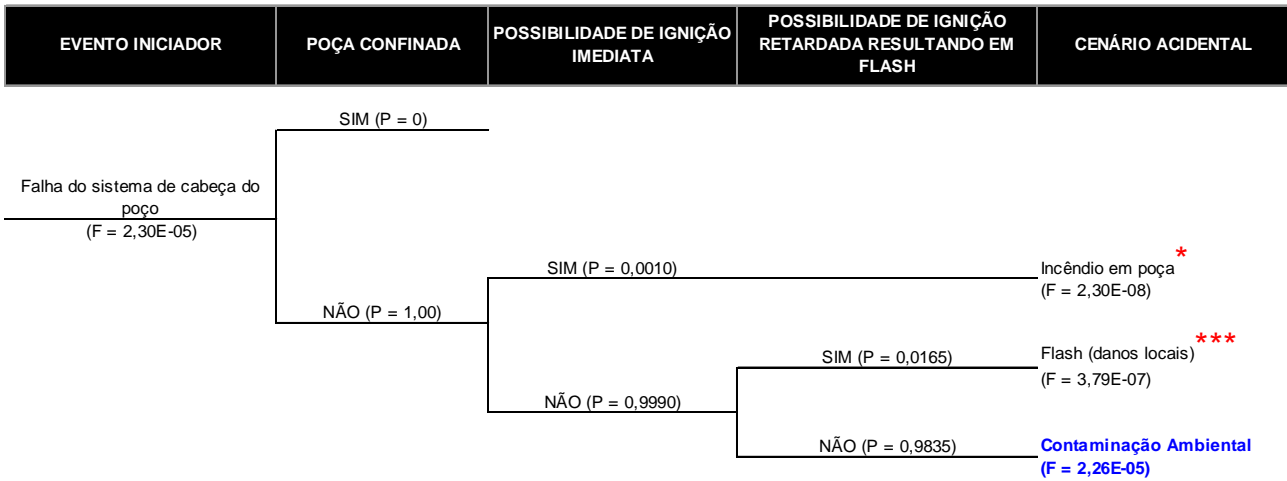 EVENTO INICIADOR
POÇA CONFINADA
POSSIBILIDADE DE IGNIÇÃO
IMEDIATA
POSSIBILIDADE DE IGNIÇÃO
RETARDADA RESULTANDO EM
FLASH
CENÁRIO ACIDENTAL
SIM (P = 0)
Falha do sistema de cabeça do
poço
(F = 2,30E-05)
NÃO (P = 1,00)
SIM (P = 0,0010)
Incêndio em poça *
(F = 2,30E-08)
NÃO (P = 0,9990)
SIM (P = 0,0165)
Flash (danos locais) ***
(F = 3,79E-07)
NÃO (P = 0,9835)
Contaminação Ambiental
(F = 2,26E-05)